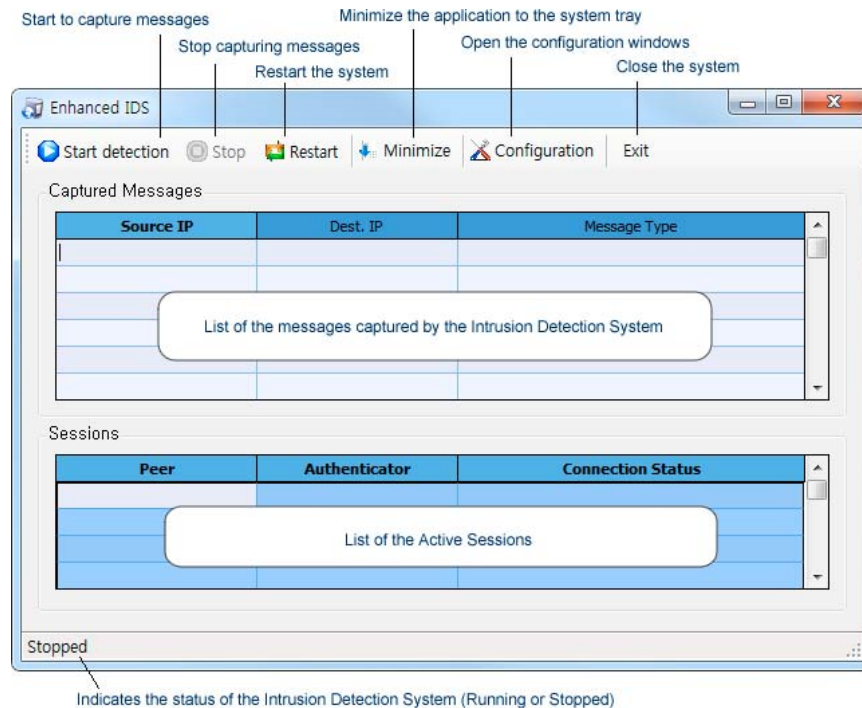 Start to capture messages
Minimize the application to the system tray
Stop capturing messages
Open the configuration windows
Restart the system
Close the system
Enhanced IDS
Start detection Stop Restart Minimize Configuration Exit
Captured Messages
Source IP Dest. IP Message Type
List of the messages captured by the Intrusion Detection System
Sessions
Peer Authenticator Connection Status
List of the Active Sessions
Stopped
Indicates the status of the Intrusion Detection System (Running or Stopped)